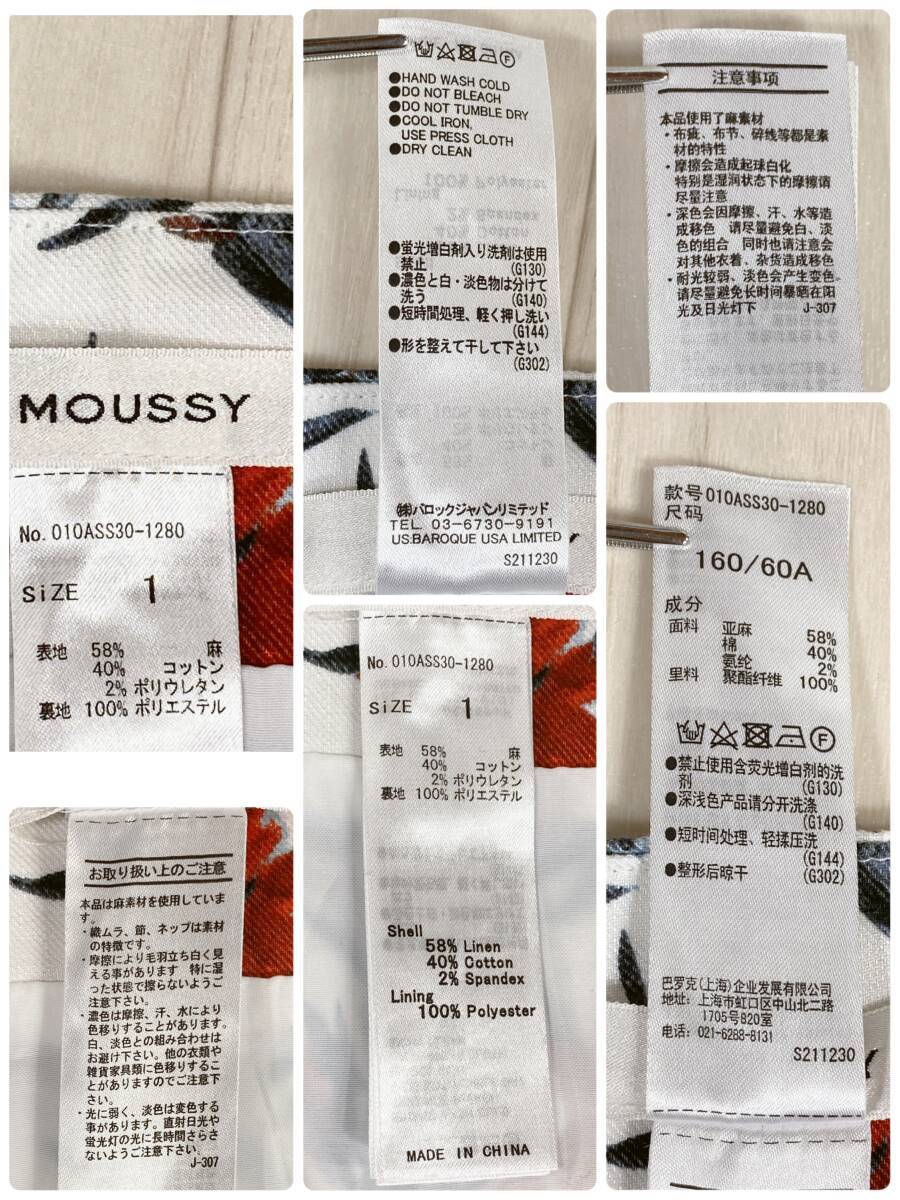 MOUSSY
No. 010ASS30-1280
SiZE 1
表地 58% 麻
40% コットン
2% ポリウレタン
裏地 100% ポリエステル
●HAND WASH COLD
●DO NOT BLEACH
●DO NOT TUMBLE DRY
●COOL IRON,
USE PRESS CLOTH
●DRY CLEAN
●蛍光増白剤入り洗剤は使用
禁止 (G130)
●濃色と白・淡色物は分けて
洗う (G140)
●短時間処理、軽く押し洗い
(G144)
●形を整えて干して下さい
(G302)
㈱バロックジャパンリミテッド
TEL. 03-6730-9191
US:BAROQUE USA LIMITED
S211230
注意事项
本品使用了麻素材
・布疵、布节、碎线等都是素
材的特性
・摩擦会造成起球白化
特别是湿润状态下的摩擦请
尽量注意
・深色会因摩擦、汗、水等造
成移色 请尽量避免白、淡
色的组合 同时也请注意会
对其他衣着、杂货造成移色
・耐光较弱、淡色会产生变色
请尽量避免长时间暴晒在阳
光及日光灯下 J-307
款号 010ASS30-1280
尺码
160/60A
成分
面料 亚麻 58%
棉 40%
氨纶 2%
里料 聚酯纤维 100%
F
●禁止使用含荧光增白剂的洗
剂 (G130)
●深浅色产品请分开洗涤
(G140)
●短时间处理、轻揉压洗
(G144)
●整形后晾干 (G302)
巴罗克(上海)企业发展有限公司
地址: 上海市虹口区中山北二路
1705号820室
电话: 021-6288-8131
S211230
お取り扱い上のご注意
本品は麻素材を使用していま
す。
・織ムラ、節、ネップは素材
の特徴です。
・摩擦により毛羽立ち白く見
える事があります 特に湿
った状態で擦らないようご
注意下さい。
・濃色は摩擦、汗、水により
色移りすることがあります。
白、淡色との組み合わせは
お避け下さい。他の衣類や
雑貨家具類に色移りするこ
とがありますのでご注意下
さい。
・光に弱く、淡色は変色する
事があります。直射日光や
蛍光灯の光に長時間さらさ
ないようご注意下さい。
J-307
No. 010ASS30-1280
SiZE 1
表地 58% 麻
40% コットン
2% ポリウレタン
裏地 100% ポリエステル
Shell
58% Linen
40% Cotton
2% Spandex
Lining
100% Polyester
MADE IN CHINA